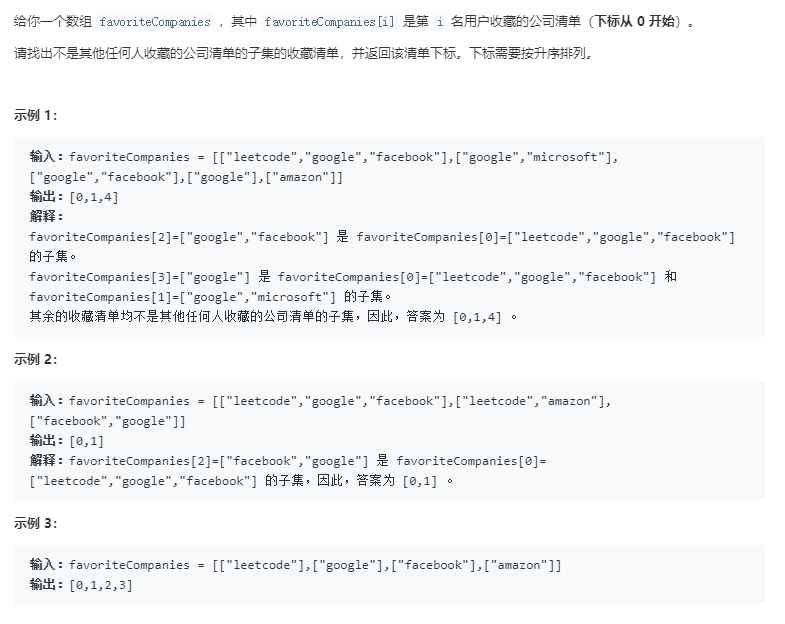 给你一个数组 favoriteCompanies ，其中 favoriteCompanies[i] 是第 i 名用户收藏的公司清单（下标从 0 开始）。
请找出不是其他任何人收藏的公司清单的子集的收藏清单，并返回该清单下标。下标需要按升序排列。
示例 1：
输入：favoriteCompanies = [["leetcode","google","facebook"],["google","microsoft"],
["google","facebook"],["google"],["amazon"]]
输出：[0,1,4]
解释：
favoriteCompanies[2]=["google","facebook"] 是 favoriteCompanies[0]=["leetcode","google","facebook"]
的子集。
favoriteCompanies[3]=["google"] 是 favoriteCompanies[0]=["leetcode","google","facebook"] 和
favoriteCompanies[1]=["google","microsoft"] 的子集。
其余的收藏清单均不是其他任何人收藏的公司清单的子集，因此，答案为 [0,1,4] 。
示例 2：
输入：favoriteCompanies = [["leetcode","google","facebook"],["leetcode","amazon"],
["facebook","google"]]
输出：[0,1]
解释：favoriteCompanies[2]=["facebook","google"] 是 favoriteCompanies[0]=
["leetcode","google","facebook"] 的子集，因此，答案为 [0,1] 。
示例 3：
输入：favoriteCompanies = [["leetcode"],["google"],["facebook"],["amazon"]]
输出：[0,1,2,3]